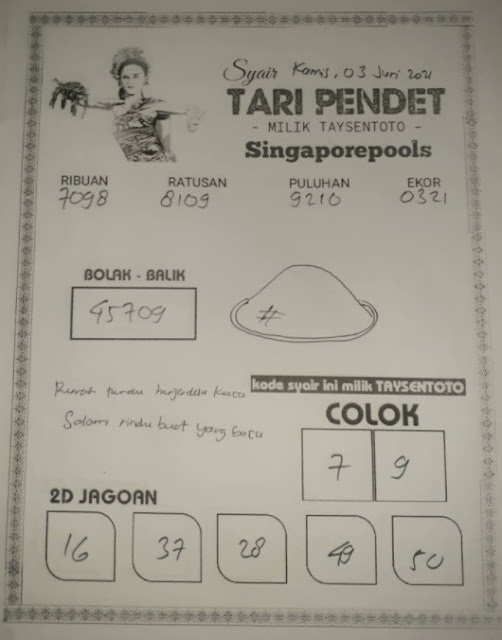 Syair Kamis, 03 Juni 2021
TARI PENDET
- MILIK TAYSENTOTO -
Singaporepools
RIBUAN RATUSAN PULUHAN EKOR
7098 8109 9210 0321
BOLAK - BALIK
45709
#
kode syair ini milik TAYSENTOTO
Rumah
Salam rindu buat yang baca
COLOK
7 9
2D JAGOAN
16 37 28 49 50